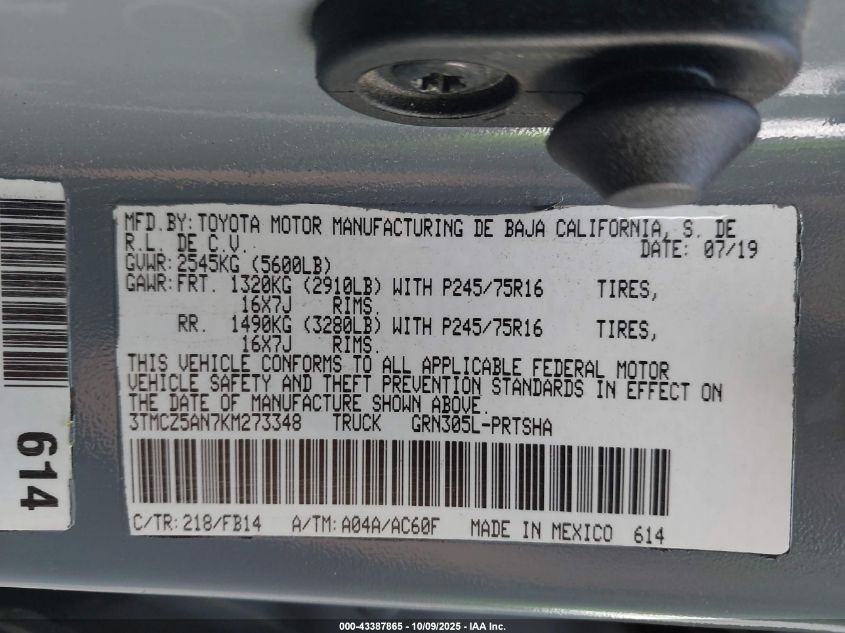 MFD.BY:TOYOTA MOTOR MANUFACTURING DE BAJA CALIFORNIA, S. DE
R.L. DE C.V.
DATE: 07/19
GVWR:2545KG (5600LB)
GAWR:FRT. 1320KG (2910LB) WITH P245/75R16 TIRES,
16X7J RIMS.
RR. 1490KG (3280LB) WITH P245/75R16 TIRES,
16X7J RIMS.
THIS VEHICLE CONFORMS TO ALL APPLICABLE FEDERAL MOTOR
VEHICLE SAFETY AND THEFT PREVENTION STANDARDS IN EFFECT ON
THE DATE OF MANUFACTURE SHOWN ABOVE.
3TMCZ5AN7KM273348 TRUCK GRN305L-PRTSHA
C/TR:218/FB14 A/TM:A04A/AC60F MADE IN MEXICO 614
614
000-43387865 - 10/09/2025 - IAA Inc.